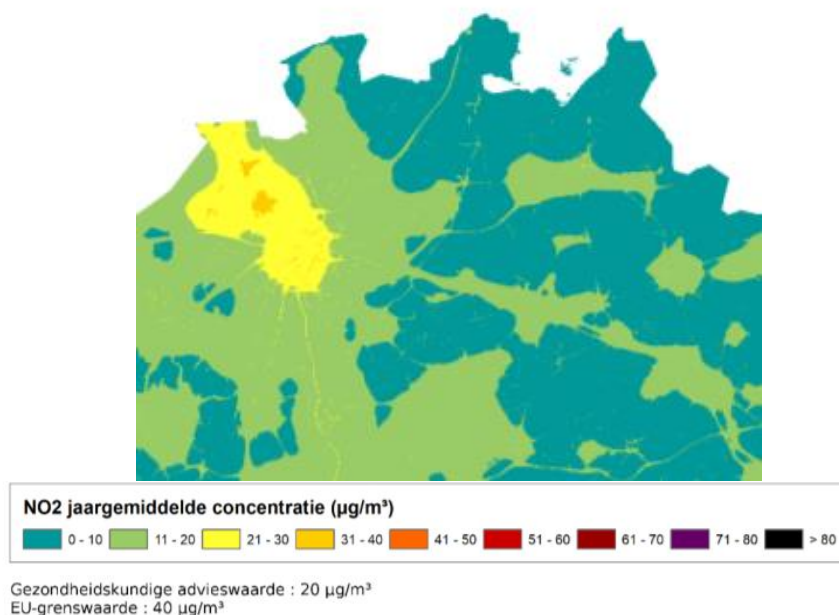 NO2 jaargemiddelde concentratie (µg/m³)
0 - 10 11 - 20 21 - 30 31 - 40 41 - 50 51 - 60 61 - 70 71 - 80 > 80
Gezondheidskundige advieswaarde : 20 µg/m³
EU-grenswaarde : 40 µg/m³